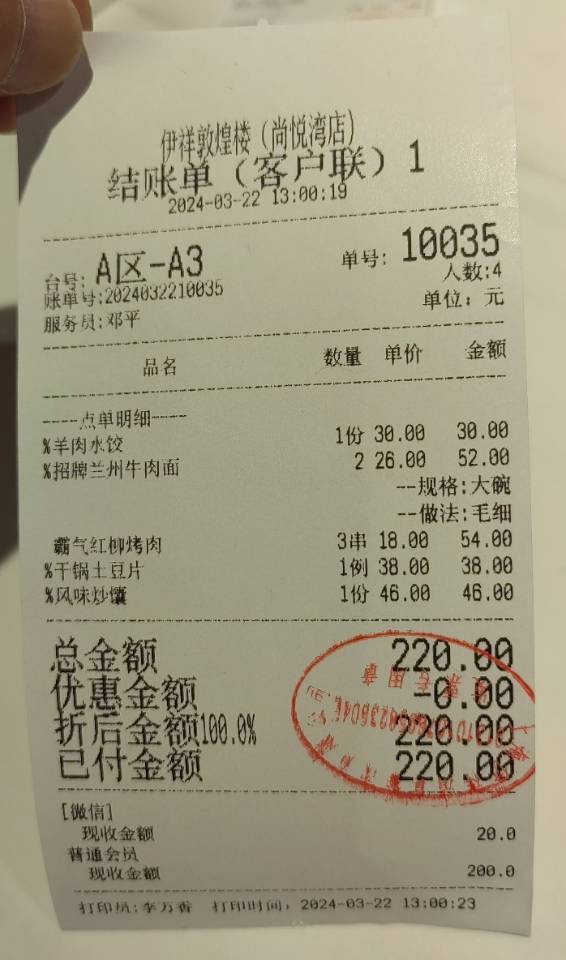 伊祥敦煌楼（尚悦湾店）
结账单（客户联）1
2024-03-22 13:00:19
台号: A区-A3 单号: 10035
账单号:2024032210035 人数:4
服务员:邓平 单位: 元
品名 数量 单价 金额
----点单明细----
%羊肉水饺 1份 30.00 30.00
%招牌兰州牛肉面 2 26.00 52.00
--规格:大碗
--做法:毛细
霸气红柳烤肉 3串 18.00 54.00
%干锅土豆片 1例 38.00 38.00
%风味炒馕 1份 46.00 46.00
总金额 220.00
优惠金额 -0.00
折后金额100.0% 220.00
已付金额 220.00
[微信]
现收金额 20.0
普通会员
现收金额 200.0
打印员:李万香 打印时间: 2024-03-22 13:00:23
专用章